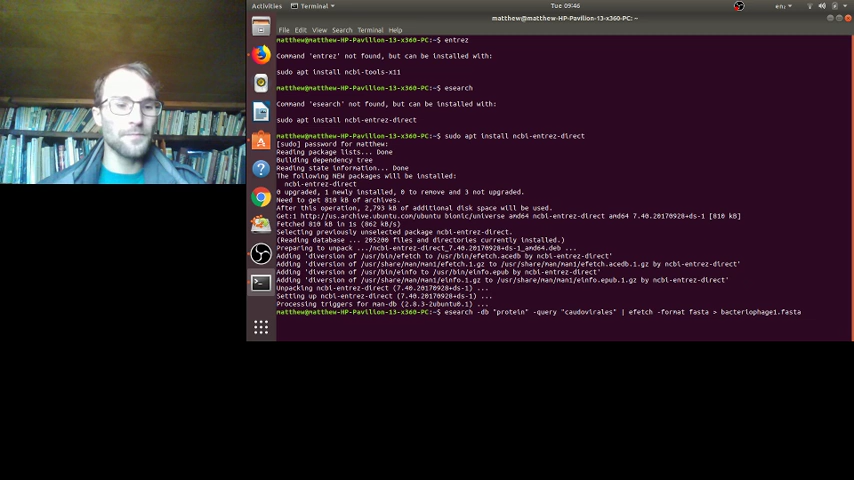 Activities
Terminal
Tue 09:46
en
matthew@matthew-HP-Pavilion-13-x360-PC: ~
File Edit View Search Terminal Help
matthew@matthew-HP-Pavilion-13-x360-PC:~$ entrez
Command 'entrez' not found, but can be installed with:
sudo apt install ncbi-tools-x11
matthew@matthew-HP-Pavilion-13-x360-PC:~$ esearch
Command 'esearch' not found, but can be installed with:
sudo apt install ncbi-entrez-direct
matthew@matthew-HP-Pavilion-13-x360-PC:~$ sudo apt install ncbi-entrez-direct
[sudo] password for matthew:
Reading package lists... Done
Building dependency tree
Reading state information... Done
The following NEW packages will be installed:
ncbi-entrez-direct
0 upgraded, 1 newly installed, 0 to remove and 3 not upgraded.
Need to get 810 kB of archives.
After this operation, 2,793 kB of additional disk space will be used.
Get:1 http://us.archive.ubuntu.com/ubuntu bionic/universe amd64 ncbi-entrez-direct amd64 7.40.20170928+ds-1 [810 kB]
Fetched 810 kB in 1s (862 kB/s)
Selecting previously unselected package ncbi-entrez-direct.
(Reading database ... 205200 files and directories currently installed.)
Preparing to unpack .../ncbi-entrez-direct_7.40.20170928+ds-1_amd64.deb ...
Adding 'diversion of /usr/bin/efetch to /usr/bin/efetch.acedb by ncbi-entrez-direct'
Adding 'diversion of /usr/share/man/man1/efetch.1.gz to /usr/share/man/man1/efetch.acedb.1.gz by ncbi-entrez-direct'
Adding 'diversion of /usr/bin/einfo to /usr/bin/einfo.epub by ncbi-entrez-direct'
Adding 'diversion of /usr/share/man/man1/einfo.1.gz to /usr/share/man/man1/einfo.epub.1.gz by ncbi-entrez-direct'
Unpacking ncbi-entrez-direct (7.40.20170928+ds-1) ...
Setting up ncbi-entrez-direct (7.40.20170928+ds-1) ...
Processing triggers for man-db (2.8.3-2ubuntu0.1) ...
matthew@matthew-HP-Pavilion-13-x360-PC:~$ esearch -db "protein" -query "caudovirales" | efetch -format fasta > bacteriophage1.fasta